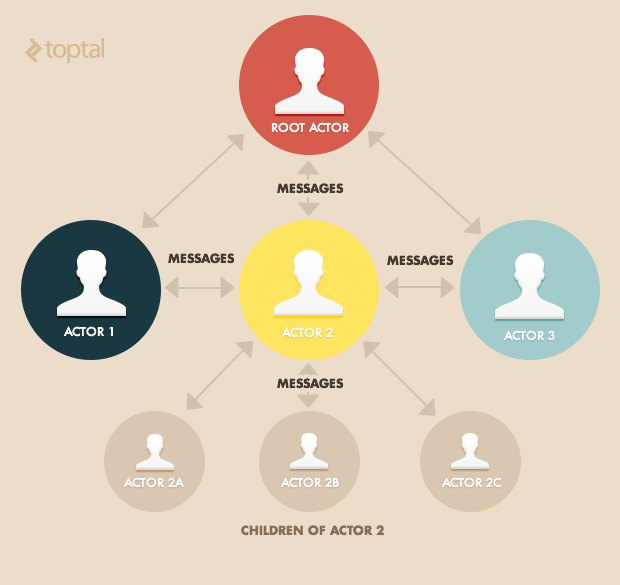 toptal
ROOT ACTOR
MESSAGES
MESSAGES
MESSAGES
ACTOR 1
ACTOR 2
ACTOR 3
MESSAGES
ACTOR 2A
ACTOR 2B
ACTOR 2C
CHILDREN OF ACTOR 2